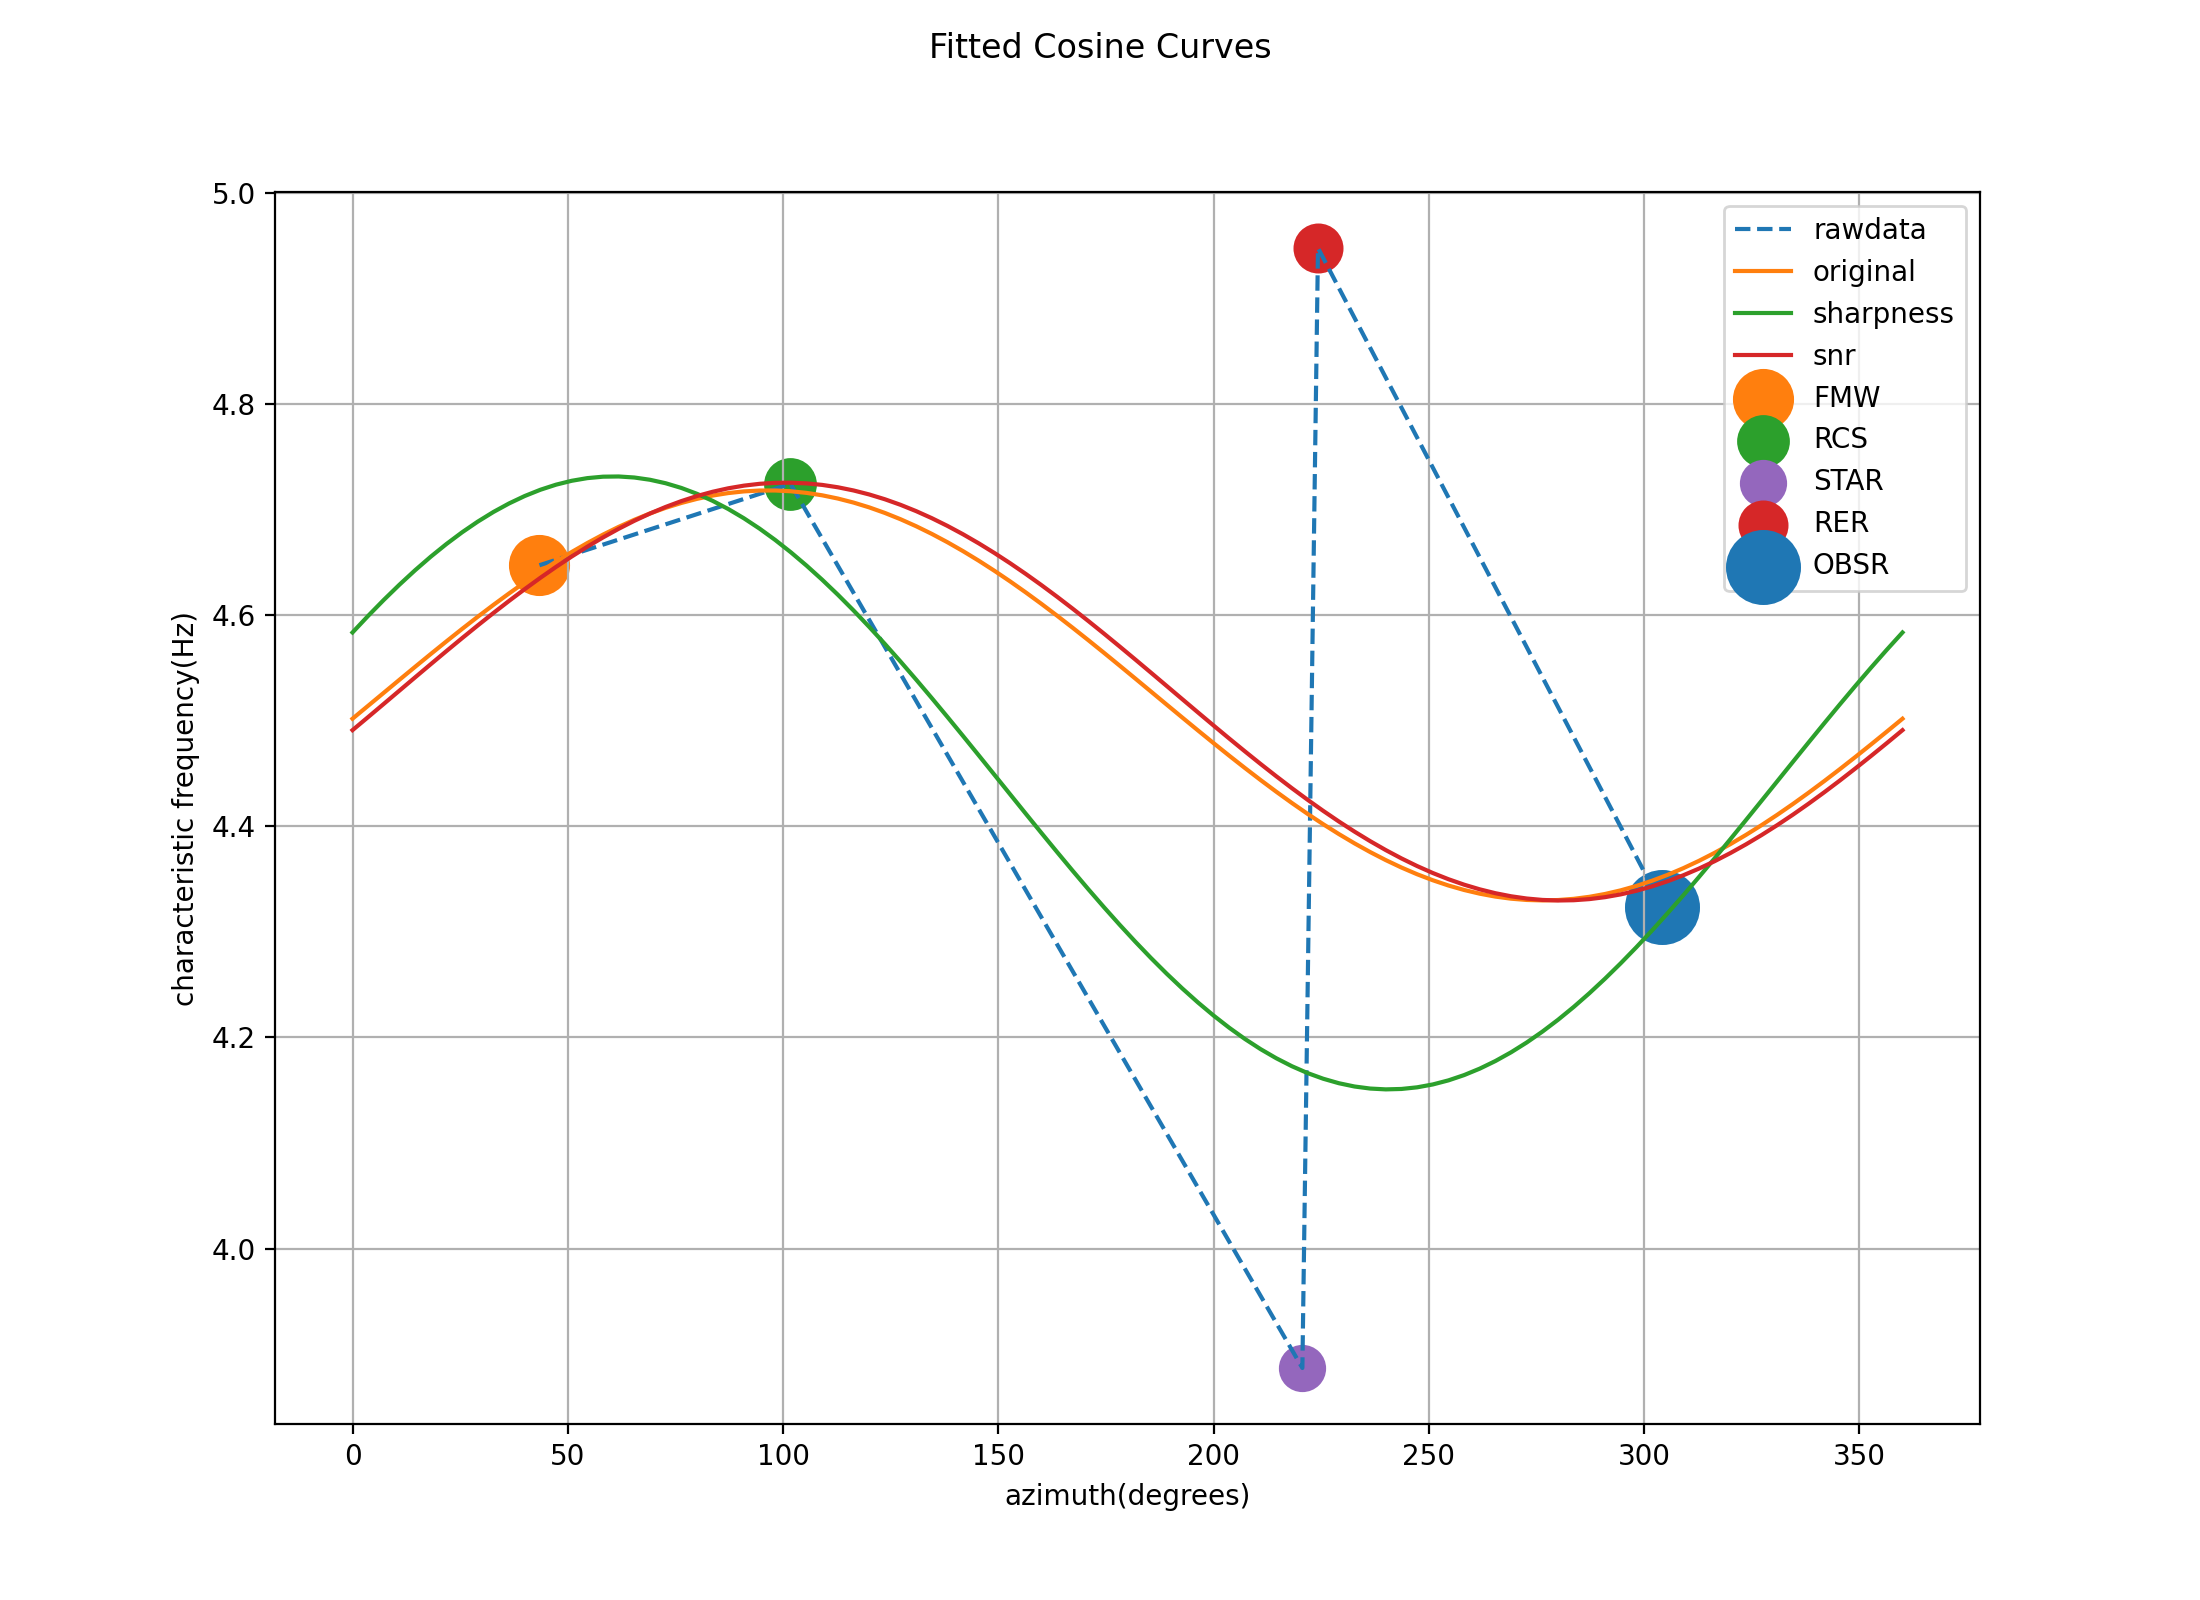 Fitted Cosine Curves
5.0
4.8
4.6
4.4
4.2
4.0
characteristic frequency(Hz)
rawdata
original
sharpness
snr
FMW
RCS
STAR
RER
OBSR
0 50 100 150 200 250 300 350
azimuth(degrees)